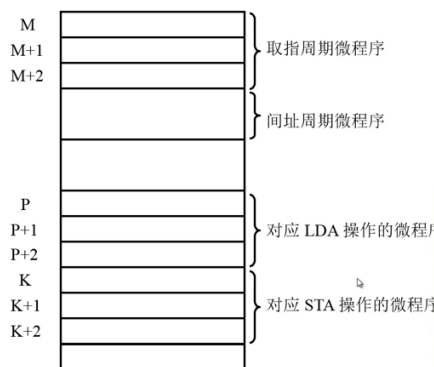 M
M+1
M+2
取指周期微程序
间址周期微程序
P
P+1
P+2
对应 LDA 操作的微程
K
K+1
K+2
对应 STA 操作的微程